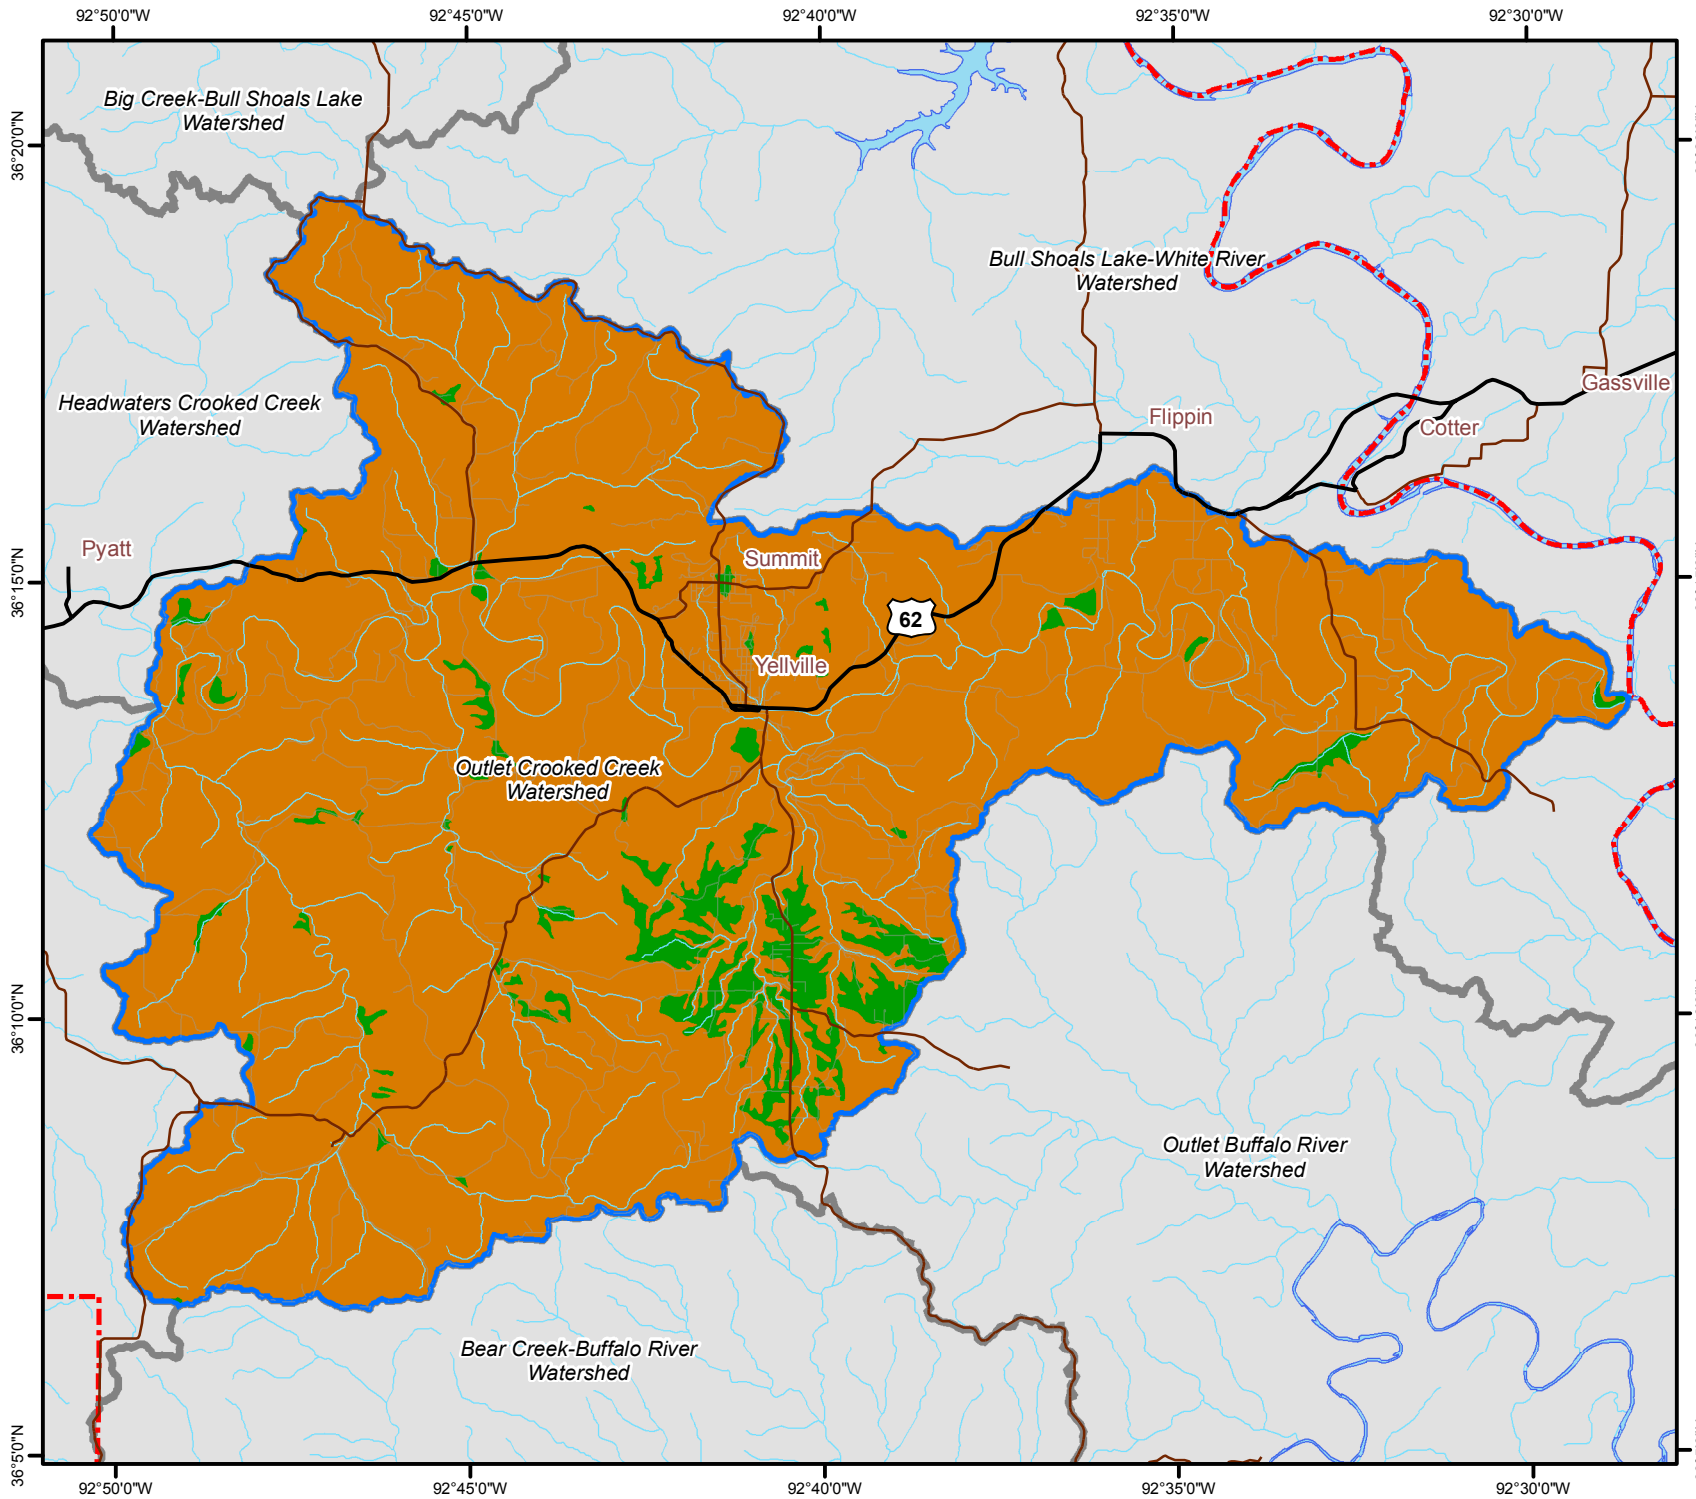 92°50'0"W
92°45'0"W
92°40'0"W
92°35'0"W
92°30'0"W
Big Creek-Bull Shoals Lake
Watershed
36°20'0"N
Bull Shoals Lake-White River
Watershed
Headwaters Crooked Creek
Watershed
Gassville
Flippin
Cotter
Pyatt
Summit
36°15'0"N
62
Yellville
Outlet Crooked Creek
Watershed
36°10'0"N
Outlet Buffalo River
Watershed
Bear Creek-Buffalo River
Watershed
36°5'0"N
92°50'0"W
92°45'0"W
92°40'0"W
92°35'0"W
92°30'0"W